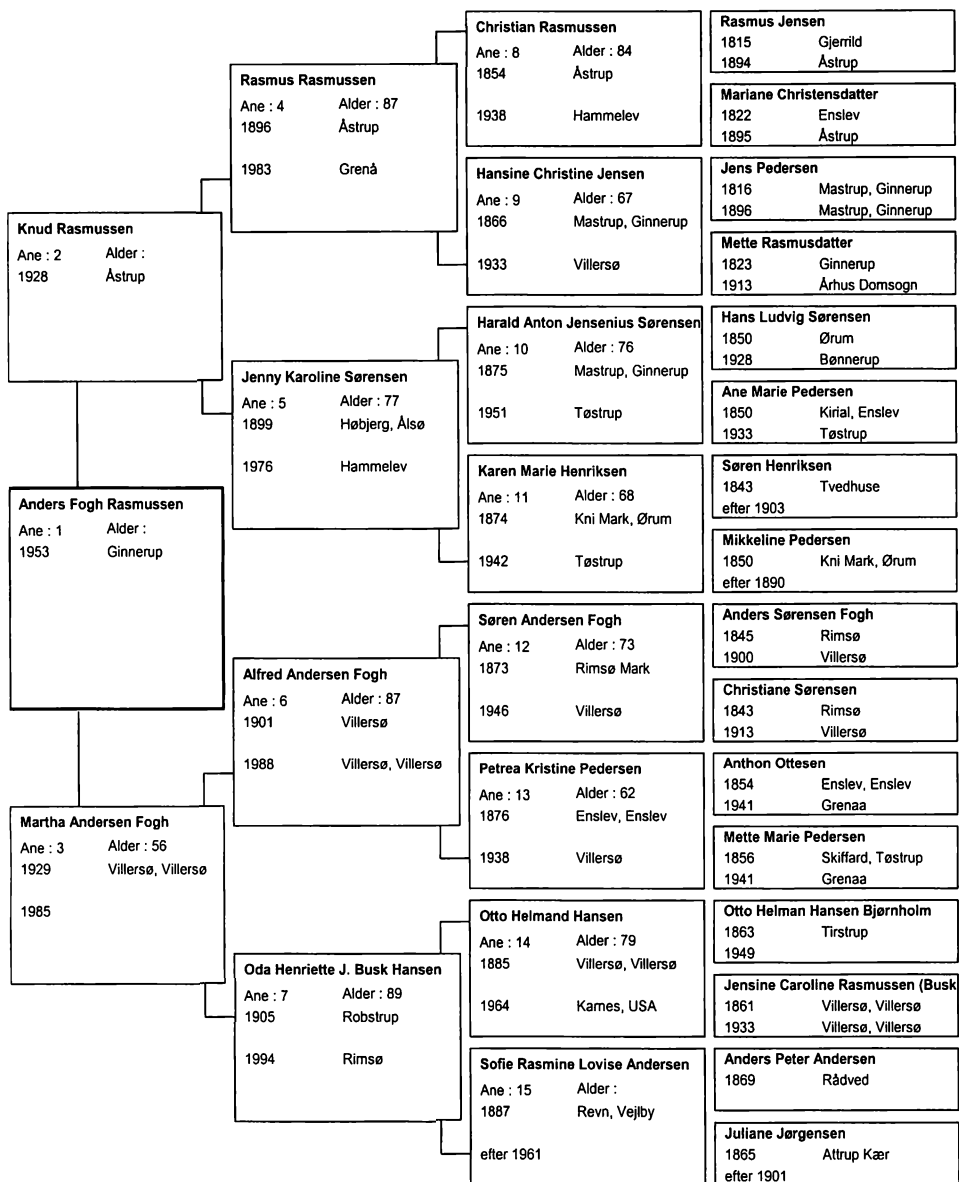 Anders Fogh Rasmussen
Ane : 1 Alder :
1953 Ginnerup
Knud Rasmussen
Ane : 2 Alder :
1928 Åstrup
Martha Andersen Fogh
Ane : 3 Alder : 56
1929 Villersø, Villersø
1985
Rasmus Rasmussen
Ane : 4 Alder : 87
1896 Åstrup
1983 Grenå
Jenny Karoline Sørensen
Ane : 5 Alder : 77
1899 Høbjerg, Ålsø
1976 Hammelev
Alfred Andersen Fogh
Ane : 6 Alder : 87
1901 Villersø
1988 Villersø, Villersø
Oda Henriette J. Busk Hansen
Ane : 7 Alder : 89
1905 Robstrup
1994 Rimsø
Christian Rasmussen
Ane : 8 Alder : 84
1854 Åstrup
1938 Hammelev
Hansine Christine Jensen
Ane : 9 Alder : 67
1866 Mastrup, Ginnerup
1933 Villersø
Harald Anton Jensenius Sørensen
Ane : 10 Alder : 76
1875 Mastrup, Ginnerup
1951 Tøstrup
Karen Marie Henriksen
Ane : 11 Alder : 68
1874 Kni Mark, Ørum
1942 Tøstrup
Søren Andersen Fogh
Ane : 12 Alder : 73
1873 Rimsø Mark
1946 Villersø
Petrea Kristine Pedersen
Ane : 13 Alder : 62
1876 Enslev, Enslev
1938 Villersø
Otto Helmand Hansen
Ane : 14 Alder : 79
1885 Villersø, Villersø
1964 Karnes, USA
Sofie Rasmine Lovise Andersen
Ane : 15 Alder :
1887 Revn, Vejlby
efter 1961
Rasmus Jensen
1815 Gjerrild
1894 Åstrup
Mariane Christensdatter
1822 Enslev
1895 Åstrup
Jens Pedersen
1816 Mastrup, Ginnerup
1896 Mastrup, Ginnerup
Mette Rasmusdatter
1823 Ginnerup
1913 Århus Domsogn
Hans Ludvig Sørensen
1850 Ørum
1928 Bønnerup
Ane Marie Pedersen
1850 Kirial, Enslev
1933 Tøstrup
Søren Henriksen
1843 Tvedhuse
efter 1903
Mikkeline Pedersen
1850 Kni Mark, Ørum
efter 1890
Anders Sørensen Fogh
1845 Rimsø
1900 Villersø
Christiane Sørensen
1843 Rimsø
1913 Villersø
Anthon Ottesen
1854 Enslev, Enslev
1941 Grenaa
Mette Marie Pedersen
1856 Skiffard, Tøstrup
1941 Grenaa
Otto Helman Hansen Bjørnholm
1863 Tirstrup
1949
Jensine Caroline Rasmussen (Busk
1861 Villersø, Villersø
1933 Villersø, Villersø
Anders Peter Andersen
1869 Rådved
Juliane Jørgensen
1865 Attrup Kær
efter 1901